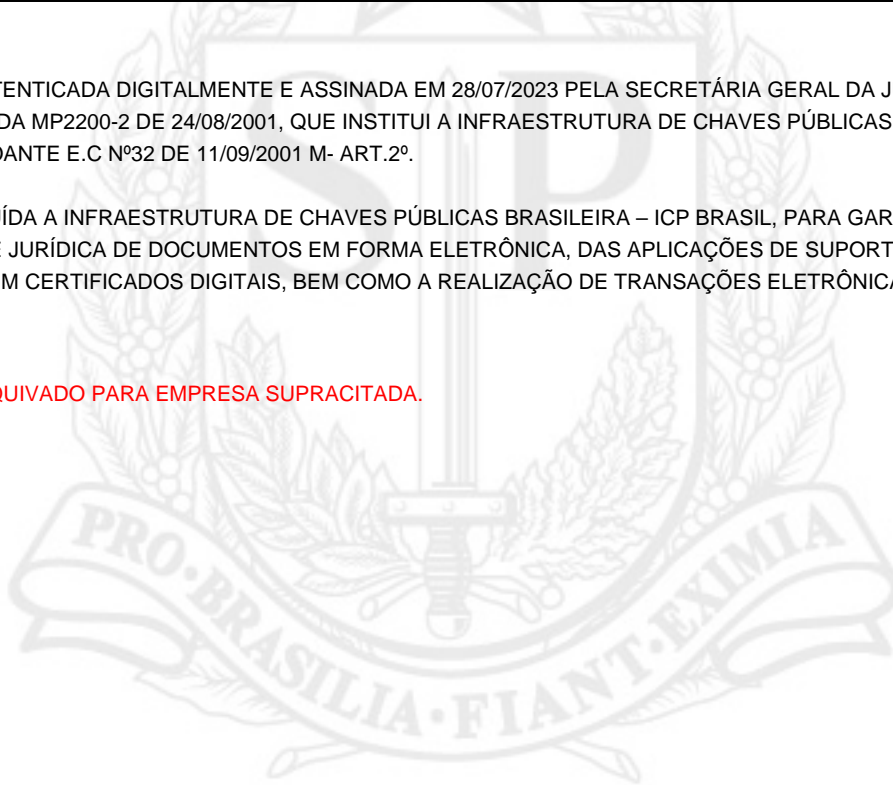 TENTICADA DIGITALMENTE E ASSINADA EM 28/07/2023 PELA SECRETÁRIA GERAL DA J
DA MP2200-2 DE 24/08/2001, QUE INSTITUI A INFRAESTRUTURA DE CHAVES PÚBLICAS
DANTE E.C Nº32 DE 11/09/2001 M- ART.2º.
ÍDA A INFRAESTRUTURA DE CHAVES PÚBLICAS BRASILEIRA – ICP BRASIL, PARA GAR
E JURÍDICA DE DOCUMENTOS EM FORMA ELETRÔNICA, DAS APLICAÇÕES DE SUPORT
M CERTIFICADOS DIGITAIS, BEM COMO A REALIZAÇÃO DE TRANSAÇÕES ELETRÔNICA
QUIVADO PARA EMPRESA SUPRACITADA.
SP
PRO·BRASILIA·FIANT·EXIMIA